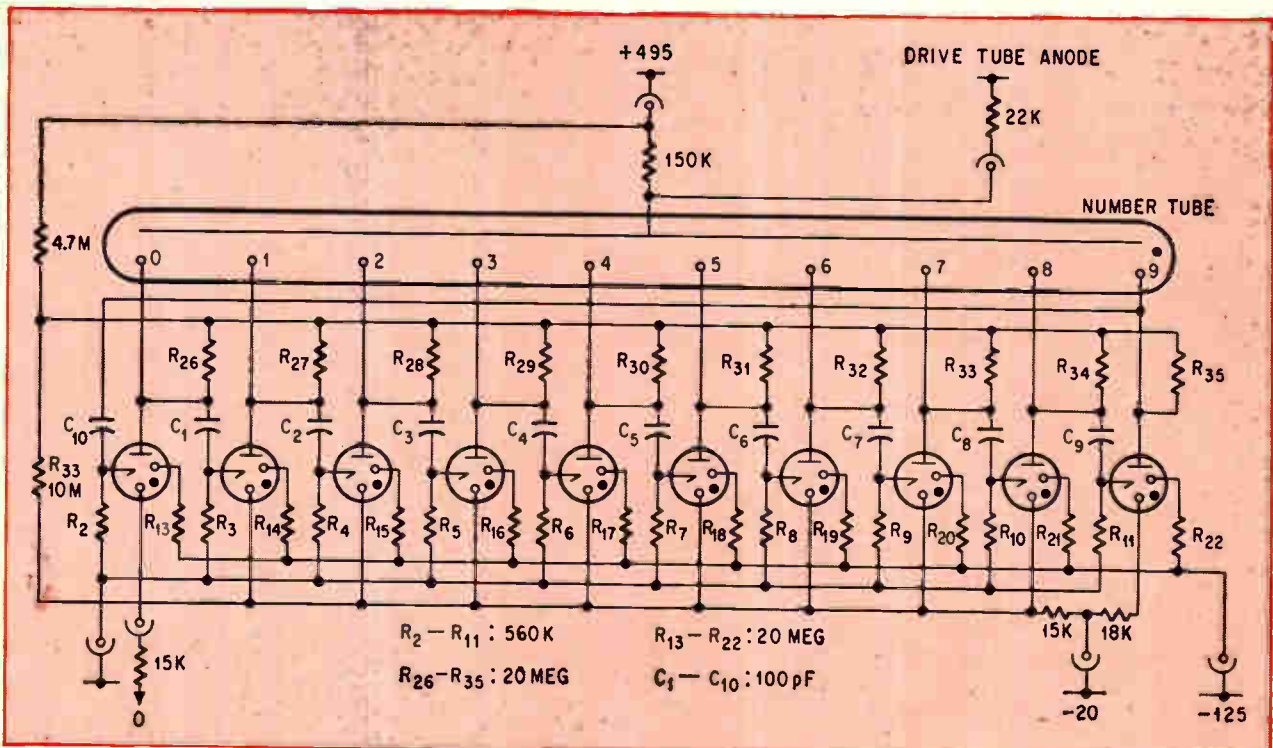 +495
DRIVE TUBE ANODE
22K
150K
NUMBER TUBE
4.7M
0 1 2 3 4 5 6 7 8 9
R26 R27 R28 R29 R30 R31 R32 R33 R34 R35
C10 C1 C2 C3 C4 C5 C6 C7 C8 C9
R33
10M
R2 R13 R3 R14 R4 R15 R5 R16 R6 R17 R7 R18 R8 R19 R9 R20 R10 R21 R11 R22
15K 18K
R2–R11: 560K
R13–R22: 20 MEG
15K
R26–R35: 20 MEG
C1–C10: 100 pF
0
-20
-125